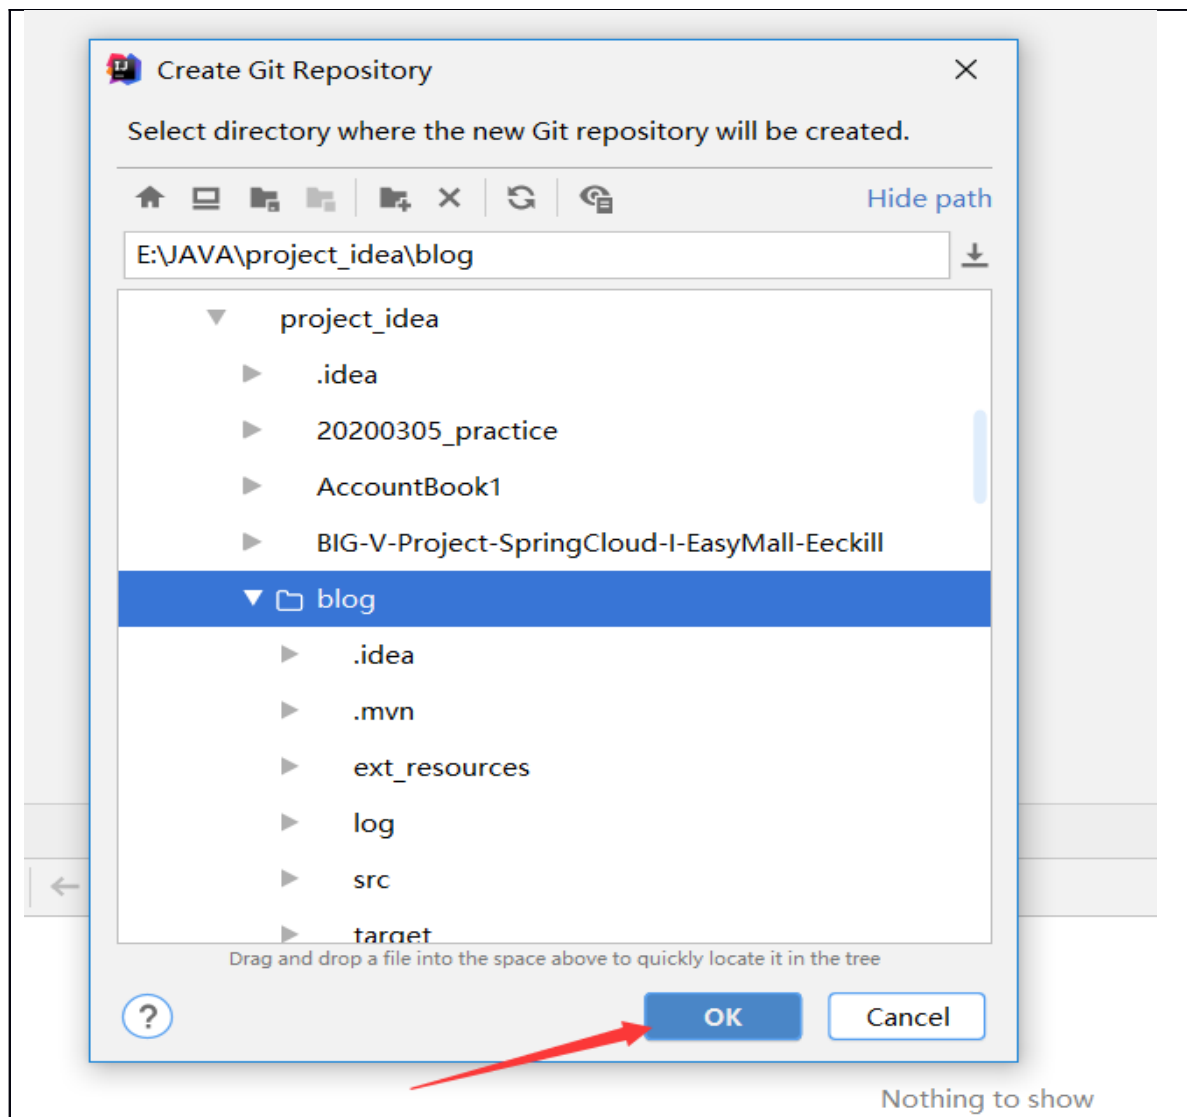 Create Git Repository
Select directory where the new Git repository will be created.
Hide path
E:\JAVA\project_idea\blog
project_idea
.idea
20200305_practice
AccountBook1
BIG-V-Project-SpringCloud-I-EasyMall-Eeckill
blog
.idea
.mvn
ext_resources
log
src
target
Drag and drop a file into the space above to quickly locate it in the tree
?
OK
Cancel
Nothing to show